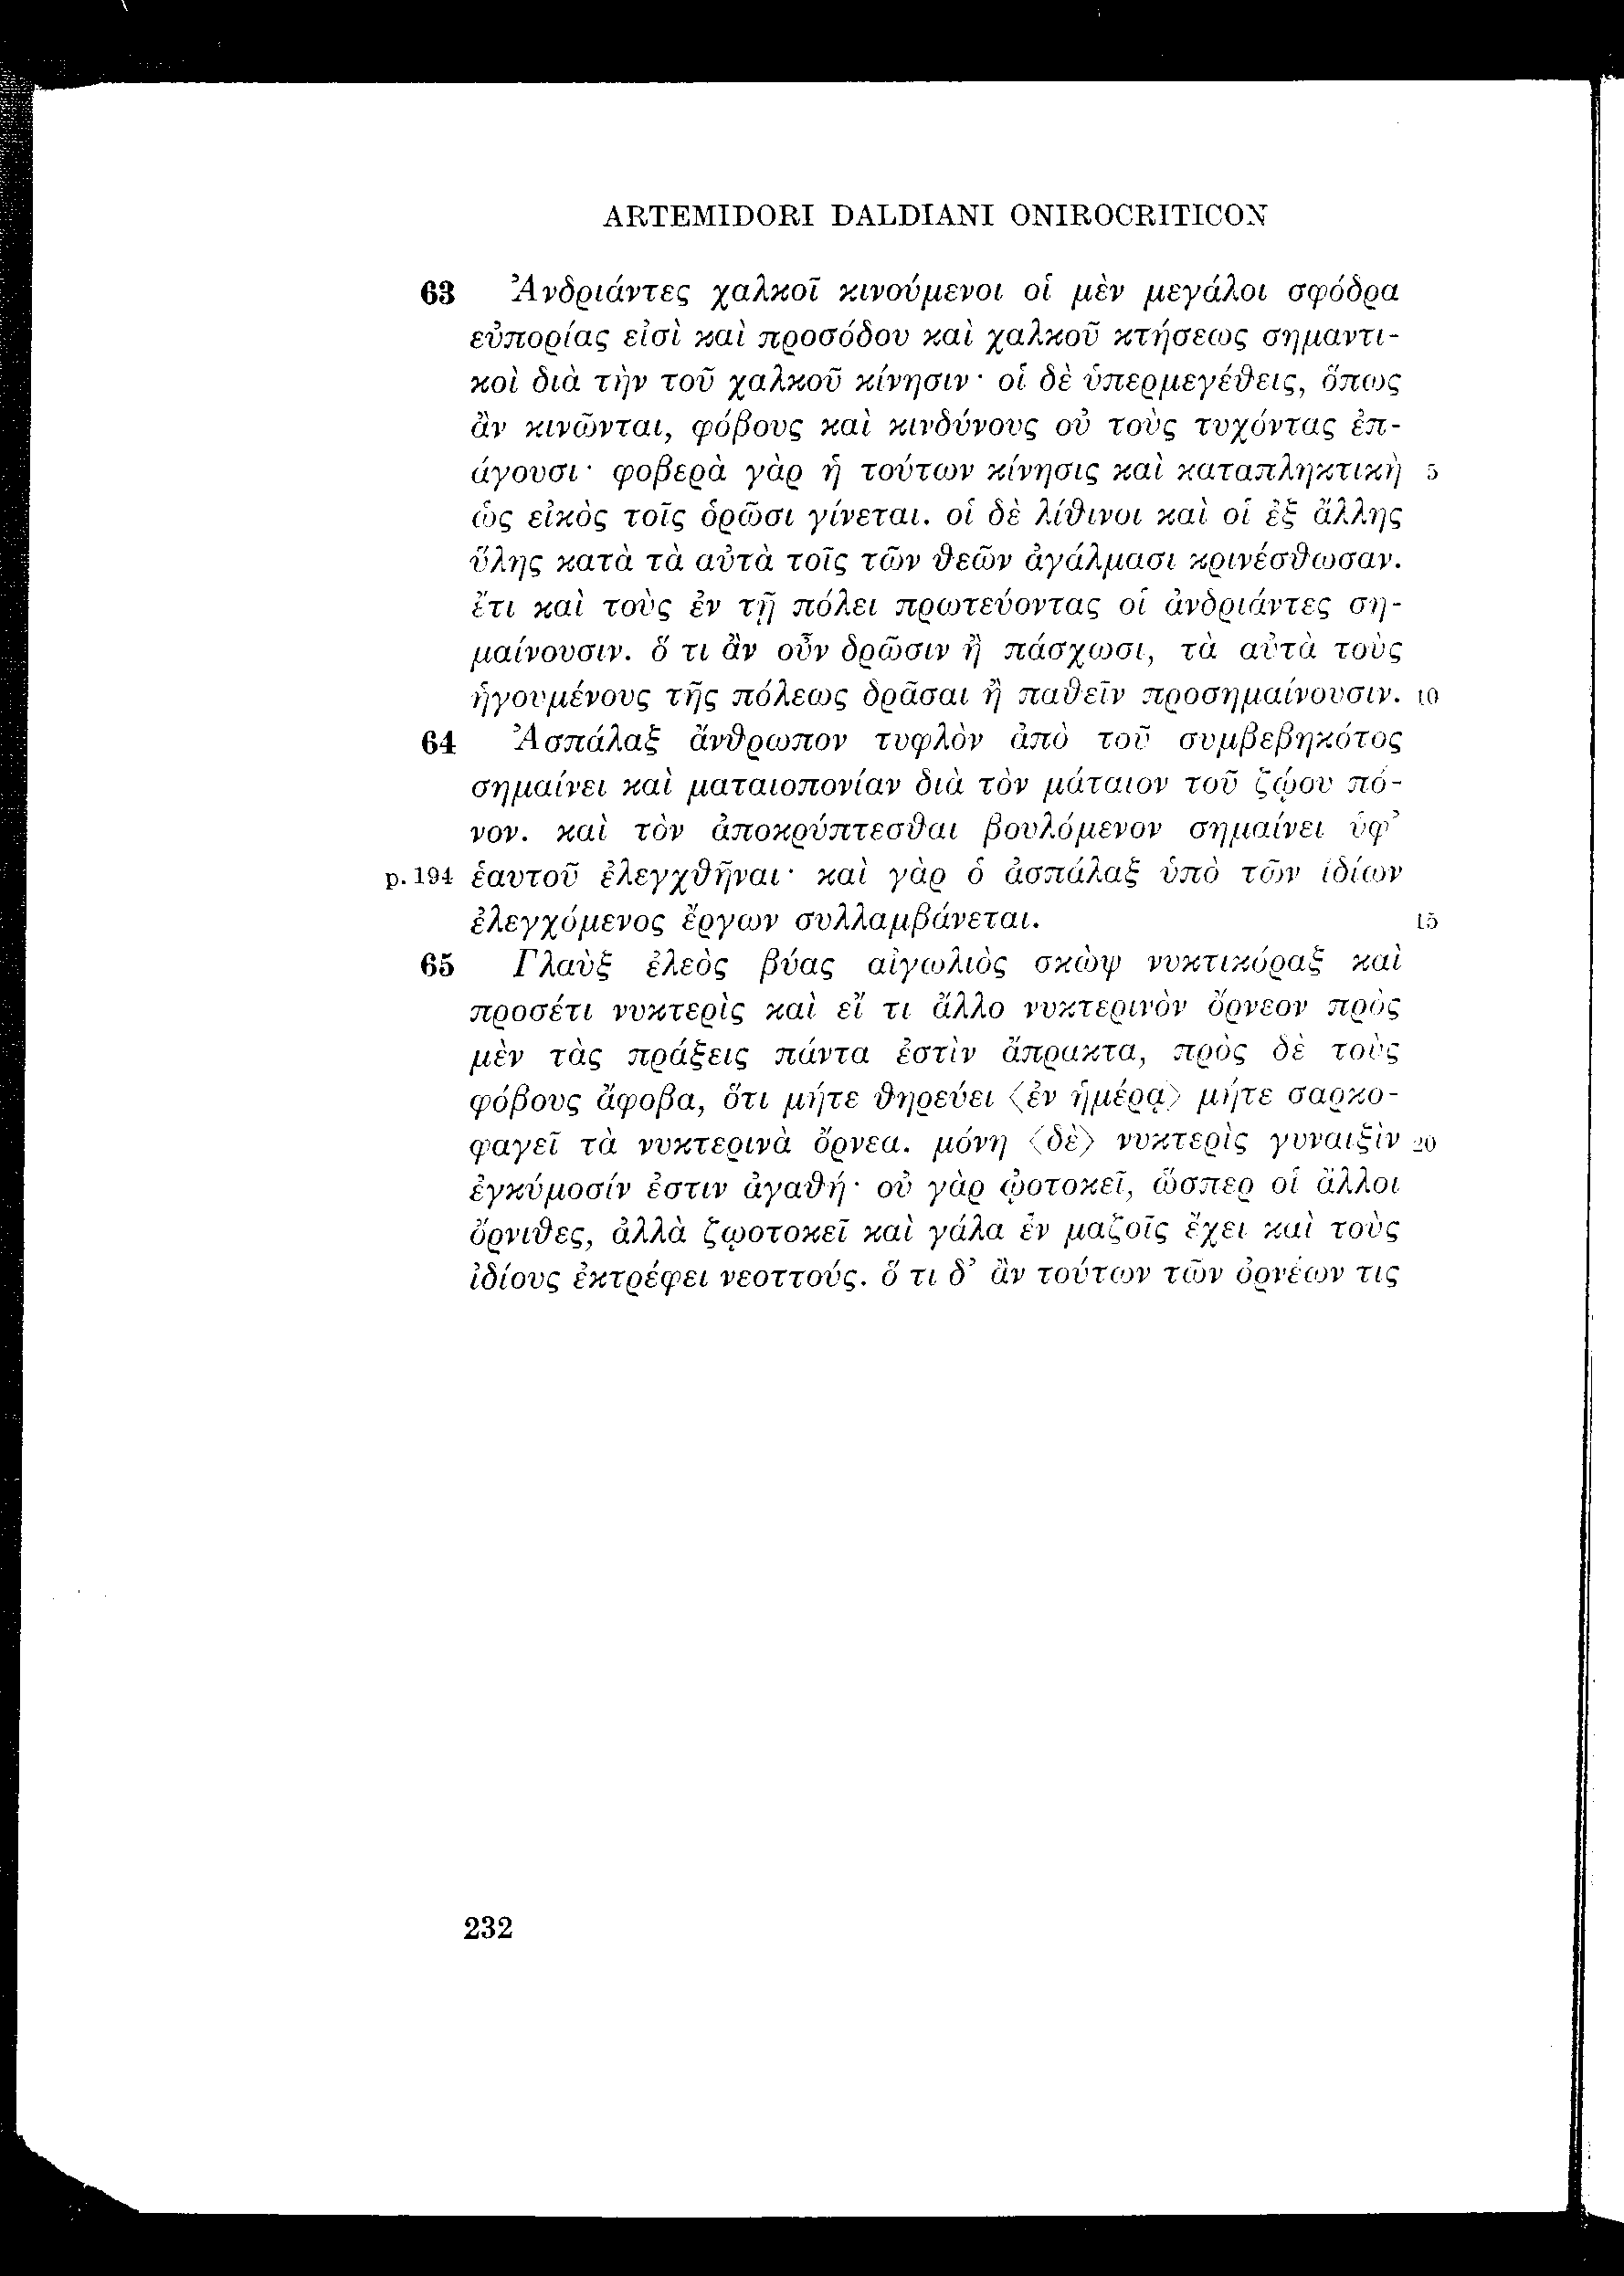 ARTEMIDORI DALDIANI ONIROCRITICON
63 Ἀνδριάντες χαλκοῖ κινούμενοι οἱ μὲν μεγάλοι σφόδρα
εὐπορίας εἰσὶ καὶ προσόδου καὶ χαλκοῦ κτήσεως σημαντι-
κοὶ διὰ τὴν τοῦ χαλκοῦ κίνησιν· οἱ δὲ ὑπερμεγέθεις, ὅπως
ἂν κινῶνται, φόβους καὶ κινδύνους οὐ τοὺς τυχόντας ἐπ-
άγουσι· φοβερὰ γὰρ ἡ τούτων κίνησις καὶ καταπληκτικὴ 5
ὡς εἰκὸς τοῖς ὁρῶσι γίνεται. οἱ δὲ λίθινοι καὶ οἱ ἐξ ἄλλης
ὕλης κατὰ τὰ αὐτὰ τοῖς τῶν θεῶν ἀγάλμασι κρινέσθωσαν.
ἔτι καὶ τοὺς ἐν τῇ πόλει πρωτεύοντας οἱ ἀνδριάντες ση-
μαίνουσιν. ὅ τι ἂν οὖν δρῶσιν ἢ πάσχωσι, τὰ αὐτὰ τοὺς
ἡγουμένους τῆς πόλεως δρᾶσαι ἢ παθεῖν προσημαίνουσιν. 10
64 Ἀσπάλαξ ἄνθρωπον τυφλὸν ἀπὸ τοῦ συμβεβηκότος
σημαίνει καὶ ματαιοπονίαν διὰ τὸν μάταιον τοῦ ζῴου πό-
νον. καὶ τὸν ἀποκρύπτεσθαι βουλόμενον σημαίνει ὑφ’
p. 194 ἑαυτοῦ ἐλεγχθῆναι· καὶ γὰρ ὁ ἀσπάλαξ ὑπὸ τῶν ἰδίων
ἐλεγχόμενος ἔργων συλλαμβάνεται. 15
65 Γλαὺξ ἐλεὸς βύας αἰγωλιὸς σκὼψ νυκτικόραξ καὶ
προσέτι νυκτερὶς καὶ εἴ τι ἄλλο νυκτερινὸν ὄρνεον πρὸς
μὲν τὰς πράξεις πάντα ἐστὶν ἄπρακτα, πρὸς δὲ τοὺς
φόβους ἄφοβα, ὅτι μήτε θηρεύει ⟨ἐν ἡμέρᾳ⟩ μήτε σαρκο-
φαγεῖ τὰ νυκτερινὰ ὄρνεα. μόνη ⟨δὲ⟩ νυκτερὶς γυναιξὶν 20
ἐγκύμοσίν ἐστιν ἀγαθή· οὐ γὰρ ᾠοτοκεῖ, ὥσπερ οἱ ἄλλοι
ὄρνιθες, ἀλλὰ ζῳοτοκεῖ καὶ γάλα ἐν μαζοῖς ἔχει καὶ τοὺς
ἰδίους ἐκτρέφει νεοττούς. ὅ τι δ’ ἂν τούτων τῶν ὀρνέων τις
232